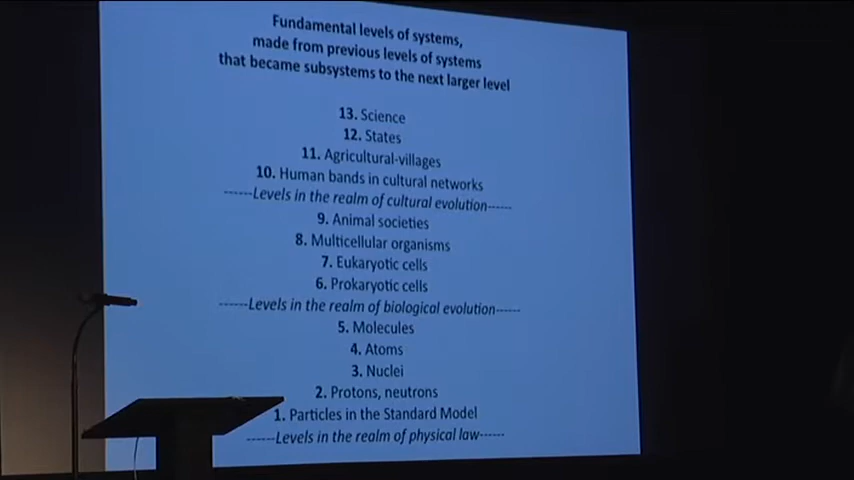 Fundamental levels of systems,
made from previous levels of systems
that became subsystems to the next larger level
13. Science
12. States
11. Agricultural-villages
10. Human bands in cultural networks
------Levels in the realm of cultural evolution------
9. Animal societies
8. Multicellular organisms
7. Eukaryotic cells
6. Prokaryotic cells
------Levels in the realm of biological evolution------
5. Molecules
4. Atoms
3. Nuclei
2. Protons, neutrons
1. Particles in the Standard Model
------Levels in the realm of physical law------